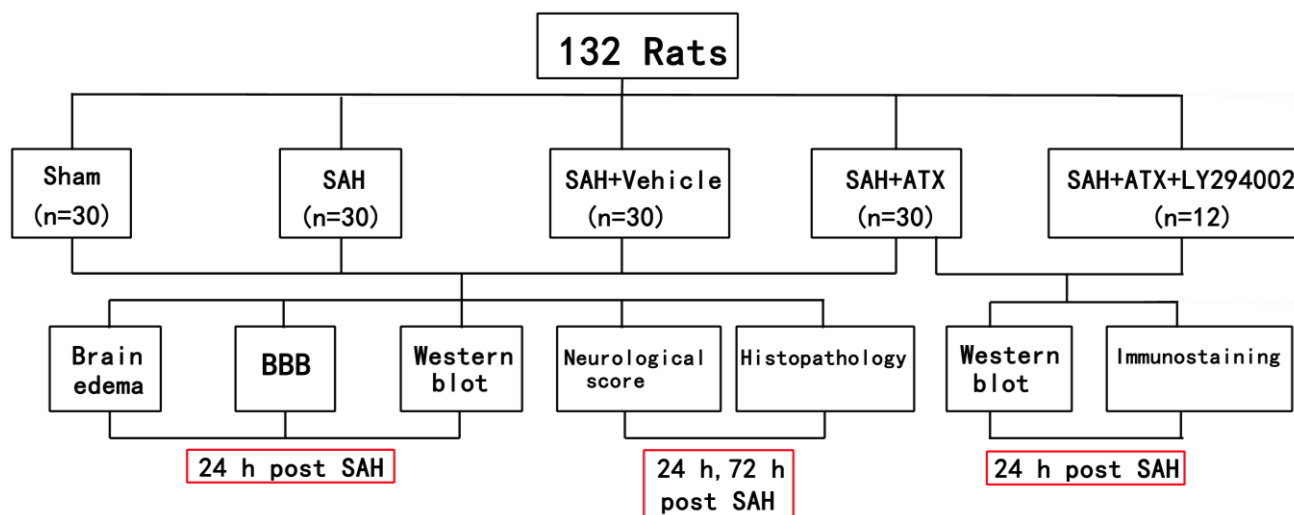 132 Rats
Sham
(n=30)
SAH
(n=30)
SAH+Vehicle
(n=30)
SAH+ATX
(n=30)
SAH+ATX+LY294002
(n=12)
Brain
edema
BBB
Western
blot
Neurological
score
Histopathology
Western
blot
Immunostaining
24 h post SAH
24 h, 72 h
post SAH
24 h post SAH